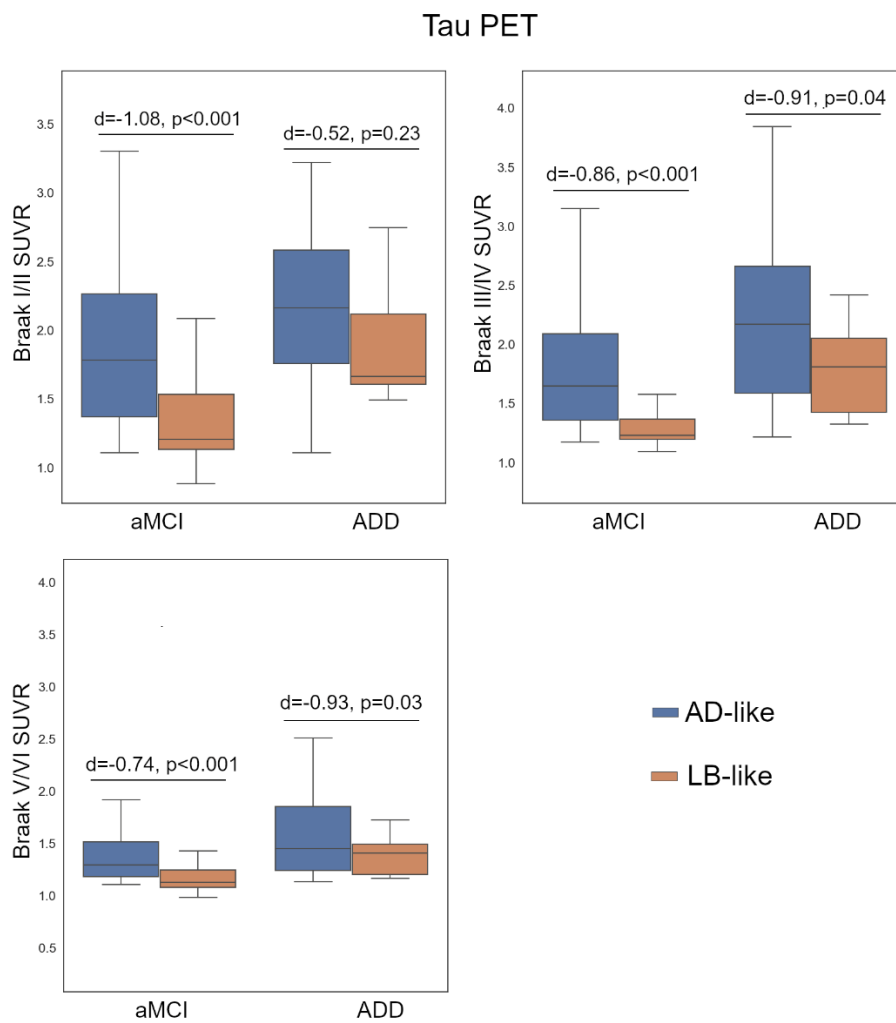 Tau PET
Braak I/II SUVR
3.5
3.0
2.5
2.0
1.5
1.0
d=-1.08, p<0.001
d=-0.52, p=0.23
aMCI
ADD
Braak III/IV SUVR
4.0
3.5
3.0
2.5
2.0
1.5
1.0
d=-0.86, p<0.001
d=-0.91, p=0.04
aMCI
ADD
Braak V/VI SUVR
4.0
3.5
3.0
2.5
2.0
1.5
1.0
0.5
d=-0.74, p<0.001
d=-0.93, p=0.03
aMCI
ADD
AD-like
LB-like